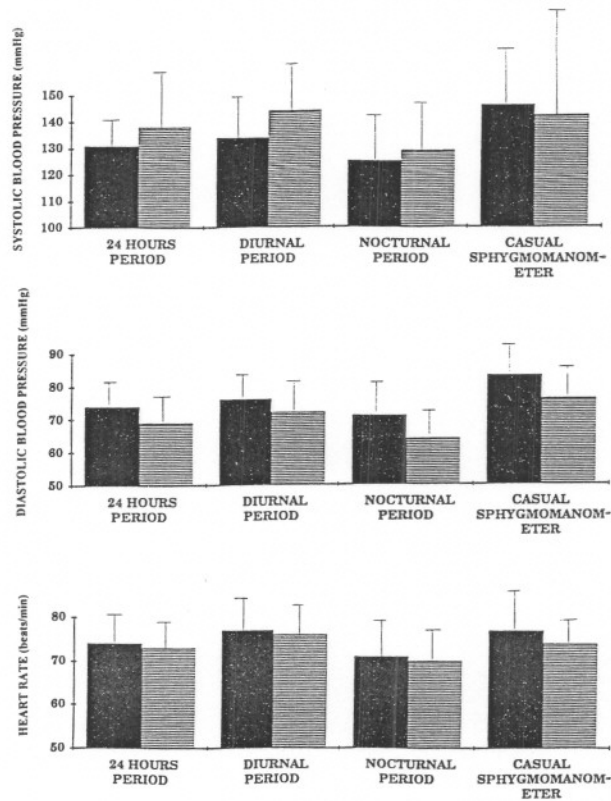 SYSTOLIC BLOOD PRESSURE (mmHg)
150
140
130
120
110
100
24 HOURS PERIOD
DIURNAL PERIOD
NOCTURNAL PERIOD
CASUAL SPHYGMOMANOM-ETER
DIASTOLIC BLOOD PRESSURE (mmHg)
90
80
70
60
50
24 HOURS PERIOD
DIURNAL PERIOD
NOCTURNAL PERIOD
CASUAL SPHYGMOMANOM-ETER
HEART RATE (beats/min)
80
70
60
50
24 HOURS PERIOD
DIURNAL PERIOD
NOCTURNAL PERIOD
CASUAL SPHYGMOMANOM-ETER